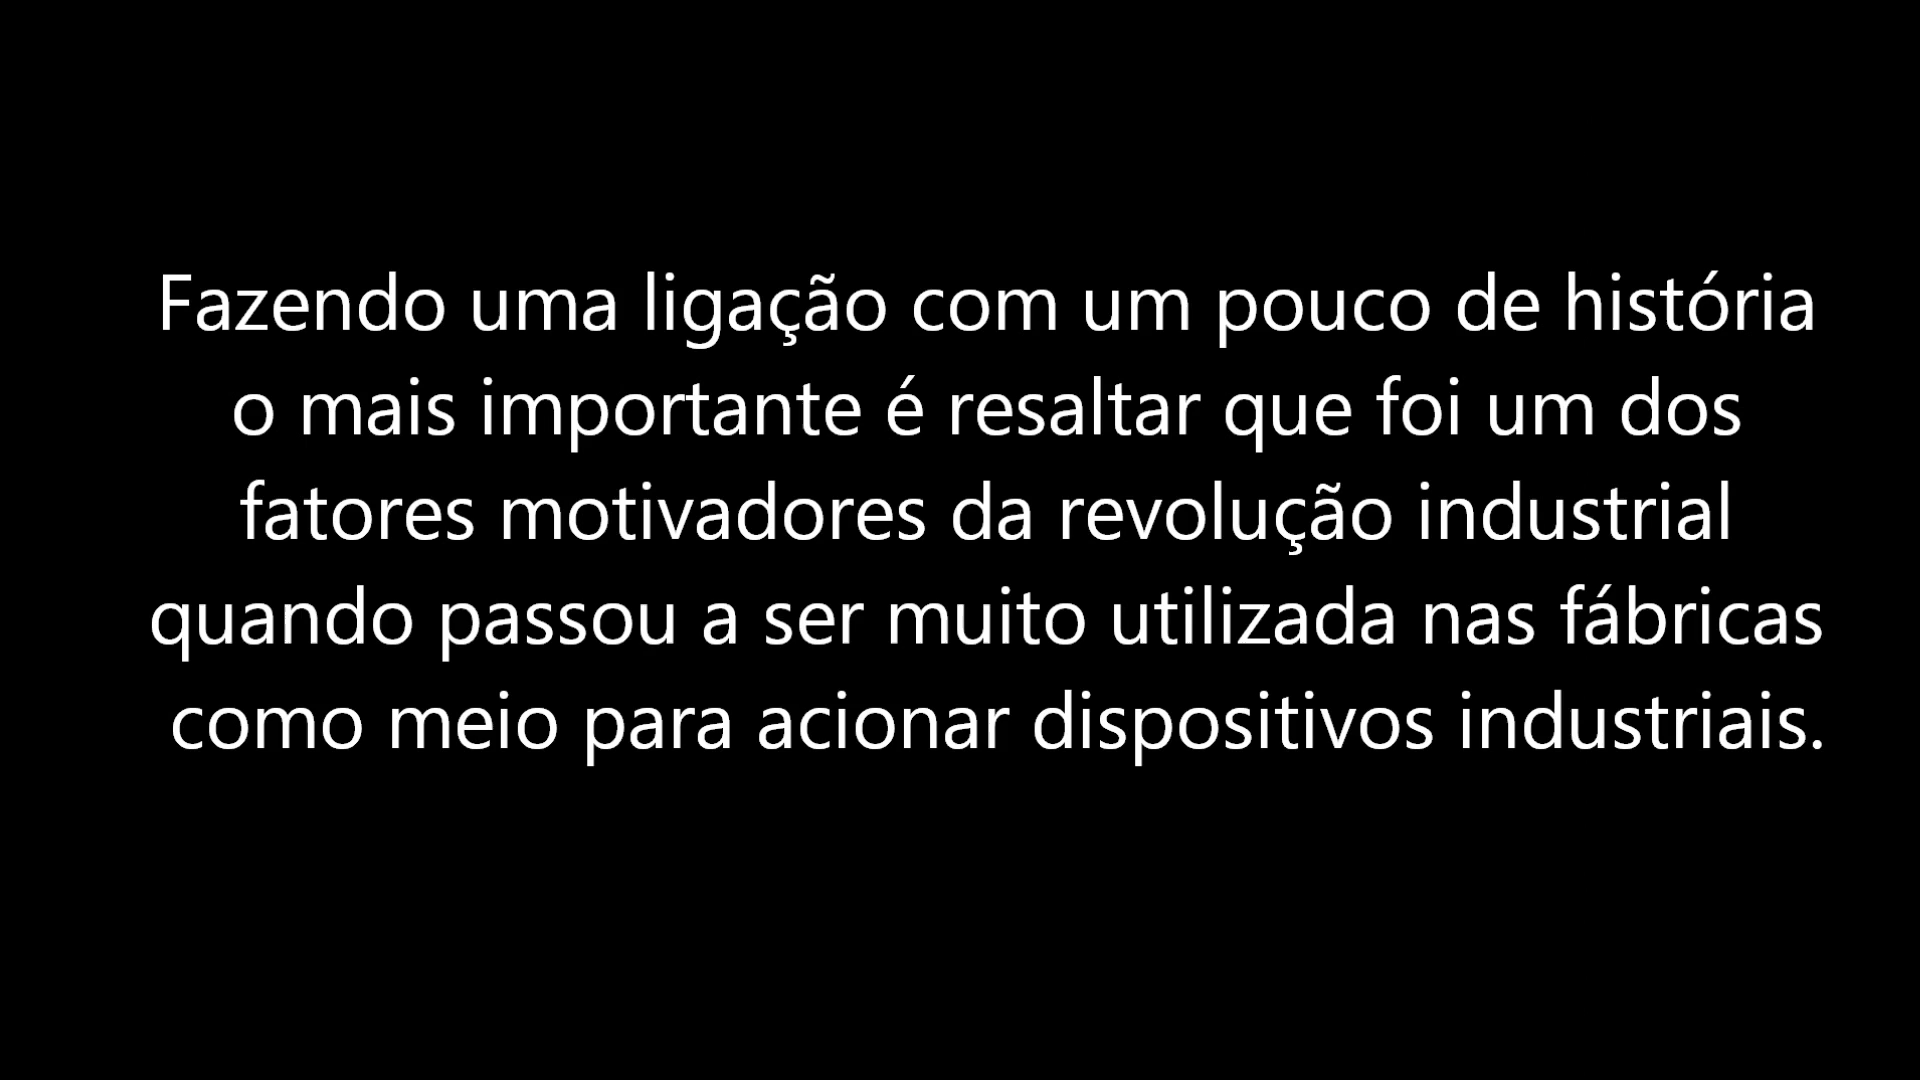 Fazendo uma ligação com um pouco de história
o mais importante é resaltar que foi um dos
fatores motivadores da revolução industrial
quando passou a ser muito utilizada nas fábricas
como meio para acionar dispositivos industriais.